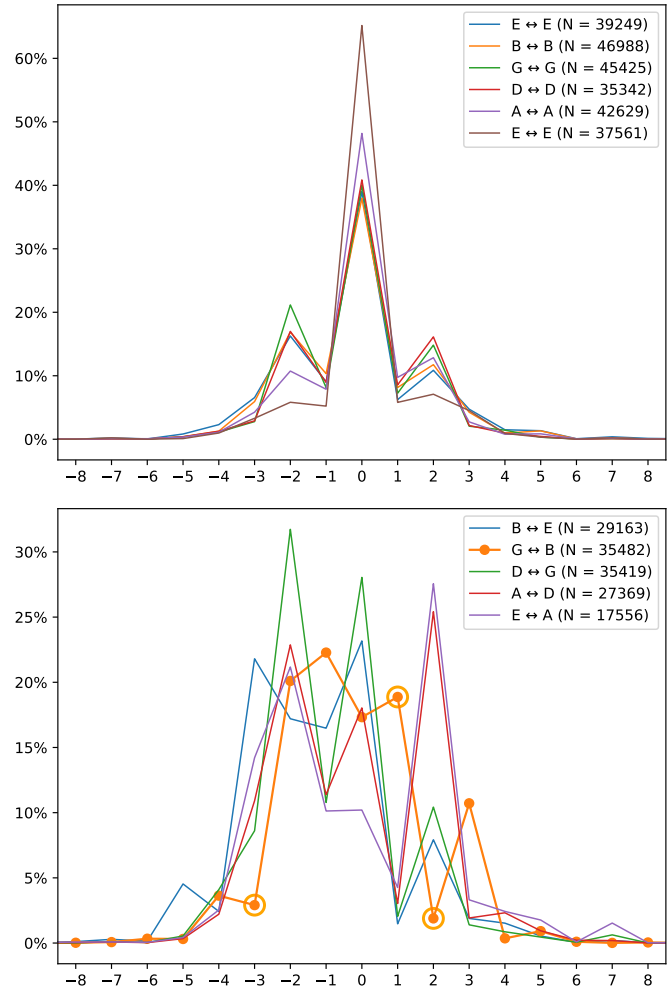 E ↔ E (N = 39249)
B ↔ B (N = 46988)
G ↔ G (N = 45425)
D ↔ D (N = 35342)
A ↔ A (N = 42629)
E ↔ E (N = 37561)
60%
50%
40%
30%
20%
10%
0%
−8 −7 −6 −5 −4 −3 −2 −1 0 1 2 3 4 5 6 7 8
B ↔ E (N = 29163)
G ↔ B (N = 35482)
D ↔ G (N = 35419)
A ↔ D (N = 27369)
E ↔ A (N = 17556)
30%
25%
20%
15%
10%
5%
0%
−8 −7 −6 −5 −4 −3 −2 −1 0 1 2 3 4 5 6 7 8